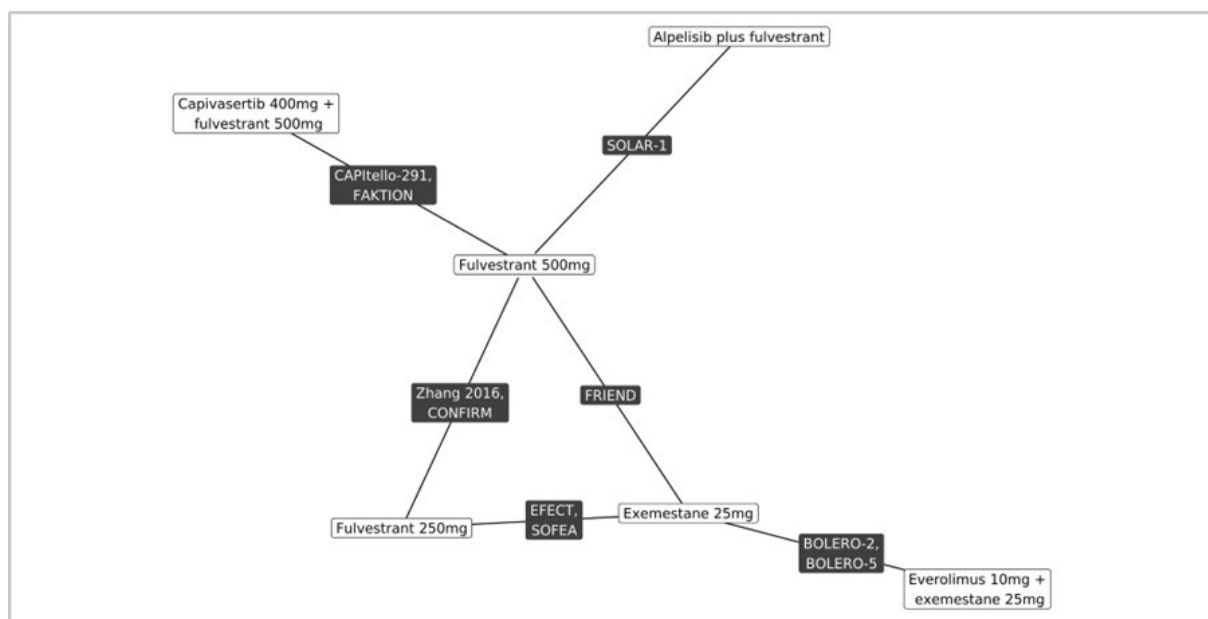 Alpelisib plus fulvestrant
Capivasertib 400mg +
fulvestrant 500mg
SOLAR-1
CAPItello-291,
FAKTION
Fulvestrant 500mg
Zhang 2016,
CONFIRM
FRIEND
EFECT,
SOFEA
Exemestane 25mg
Fulvestrant 250mg
BOLERO-2,
BOLERO-5
Everolimus 10mg +
exemestane 25mg